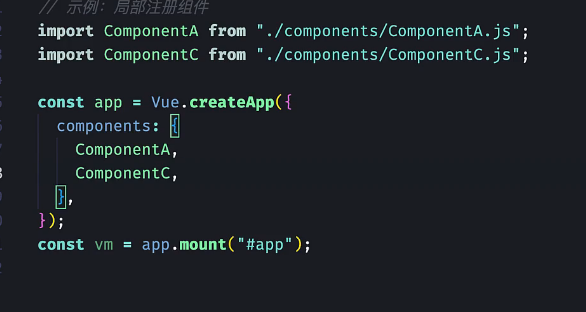 // 示例：局部注册组件
import ComponentA from "./components/ComponentA.js";
import ComponentC from "./components/ComponentC.js";
const app = Vue.createApp({
components: {
ComponentA,
ComponentC,
},
});
const vm = app.mount("#app");